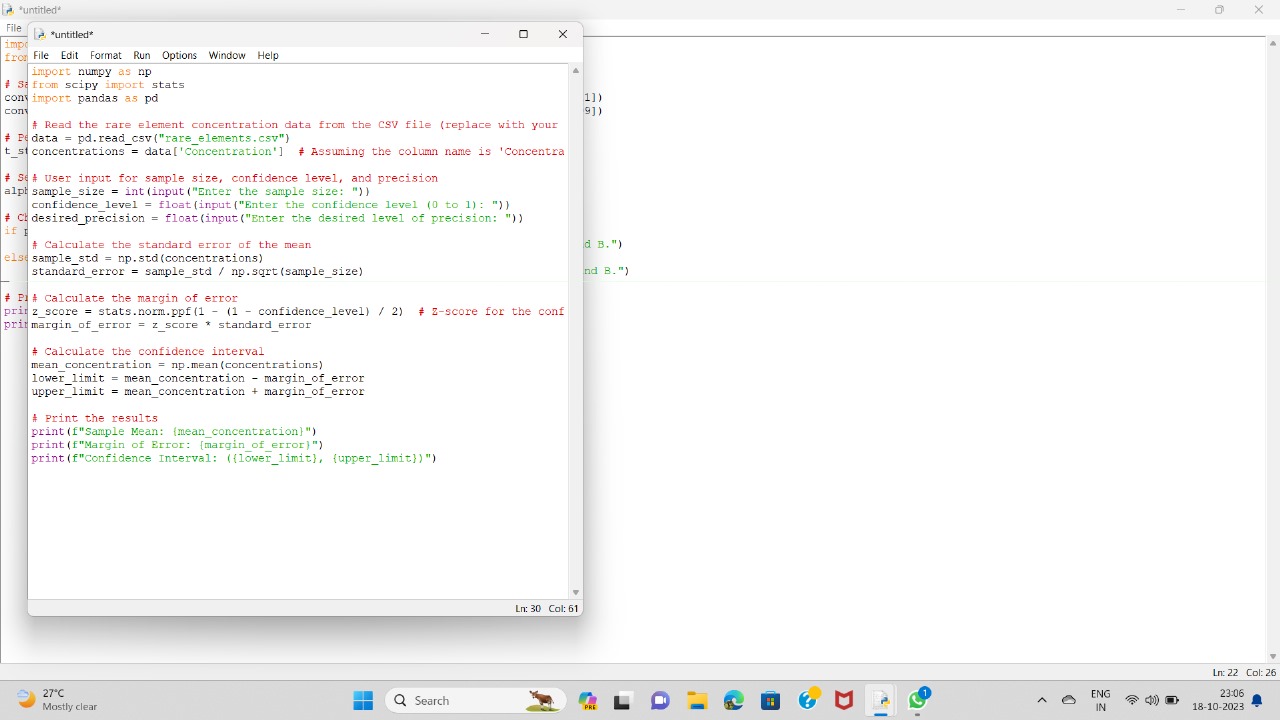 *untitled*
File
*untitled*
File Edit Format Run Options Window Help
import numpy as np
from scipy import stats
import pandas as pd
# Read the rare element concentration data from the CSV file (replace with your
data = pd.read_csv("rare_elements.csv")
concentrations = data['Concentration']  # Assuming the column name is 'Concentra
# User input for sample size, confidence level, and precision
sample_size = int(input("Enter the sample size: "))
confidence_level = float(input("Enter the confidence level (0 to 1): "))
desired_precision = float(input("Enter the desired level of precision: "))
# Calculate the standard error of the mean
sample_std = np.std(concentrations)
standard_error = sample_std / np.sqrt(sample_size)
# Calculate the margin of error
z_score = stats.norm.ppf(1 - (1 - confidence_level) / 2)  # Z-score for the conf
margin_of_error = z_score * standard_error
# Calculate the confidence interval
mean_concentration = np.mean(concentrations)
lower_limit = mean_concentration - margin_of_error
upper_limit = mean_concentration + margin_of_error
# Print the results
print(f"Sample Mean: {mean_concentration}")
print(f"Margin of Error: {margin_of_error}")
print(f"Confidence Interval: ({lower_limit}, {upper_limit})")
Ln: 30 Col: 61
impo
from
# Sa
conv
conv
# Pe
t_st
# Se
alph
# Ch
if p
else
# Pr
prin
prin
1])
9])
d B.")
nd B.")
Ln: 22 Col: 26
27°C
Mostly clear
Search
PRE
1
ENG
IN
23:06
18-10-2023